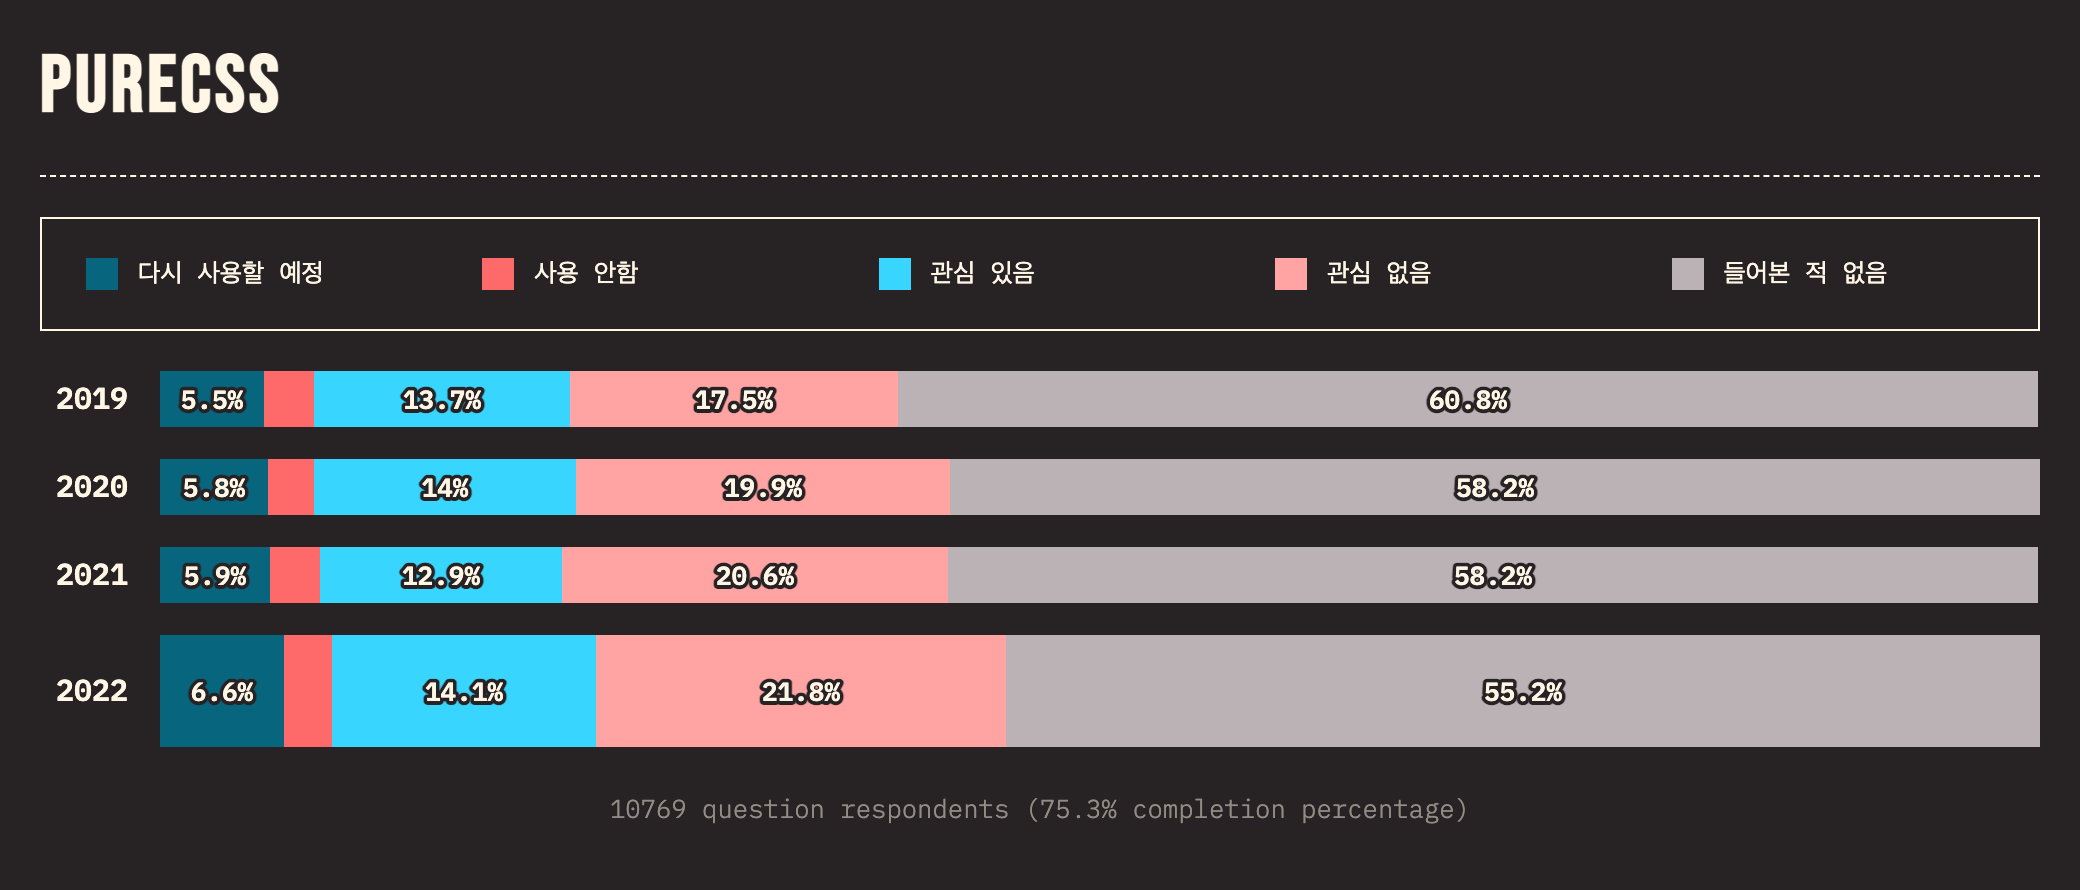 PURECSS
다시 사용할 예정 사용 안함 관심 있음 관심 없음 들어본 적 없음
2019 5.5% 13.7% 17.5% 60.8%
2020 5.8% 14% 19.9% 58.2%
2021 5.9% 12.9% 20.6% 58.2%
2022 6.6% 14.1% 21.8% 55.2%
10769 question respondents (75.3% completion percentage)